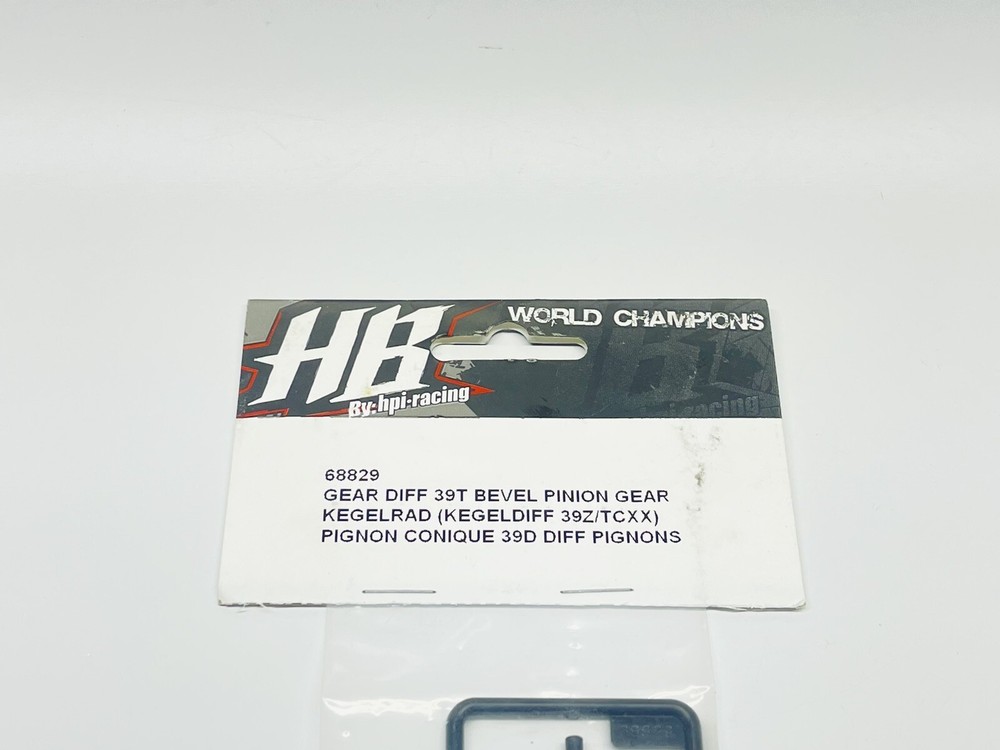 HB
WORLD CHAMPIONS
By:hpi-racing
68829
GEAR DIFF 39T BEVEL PINION GEAR
KEGELRAD (KEGELDIFF 39Z/TCXX)
PIGNON CONIQUE 39D DIFF PIGNONS